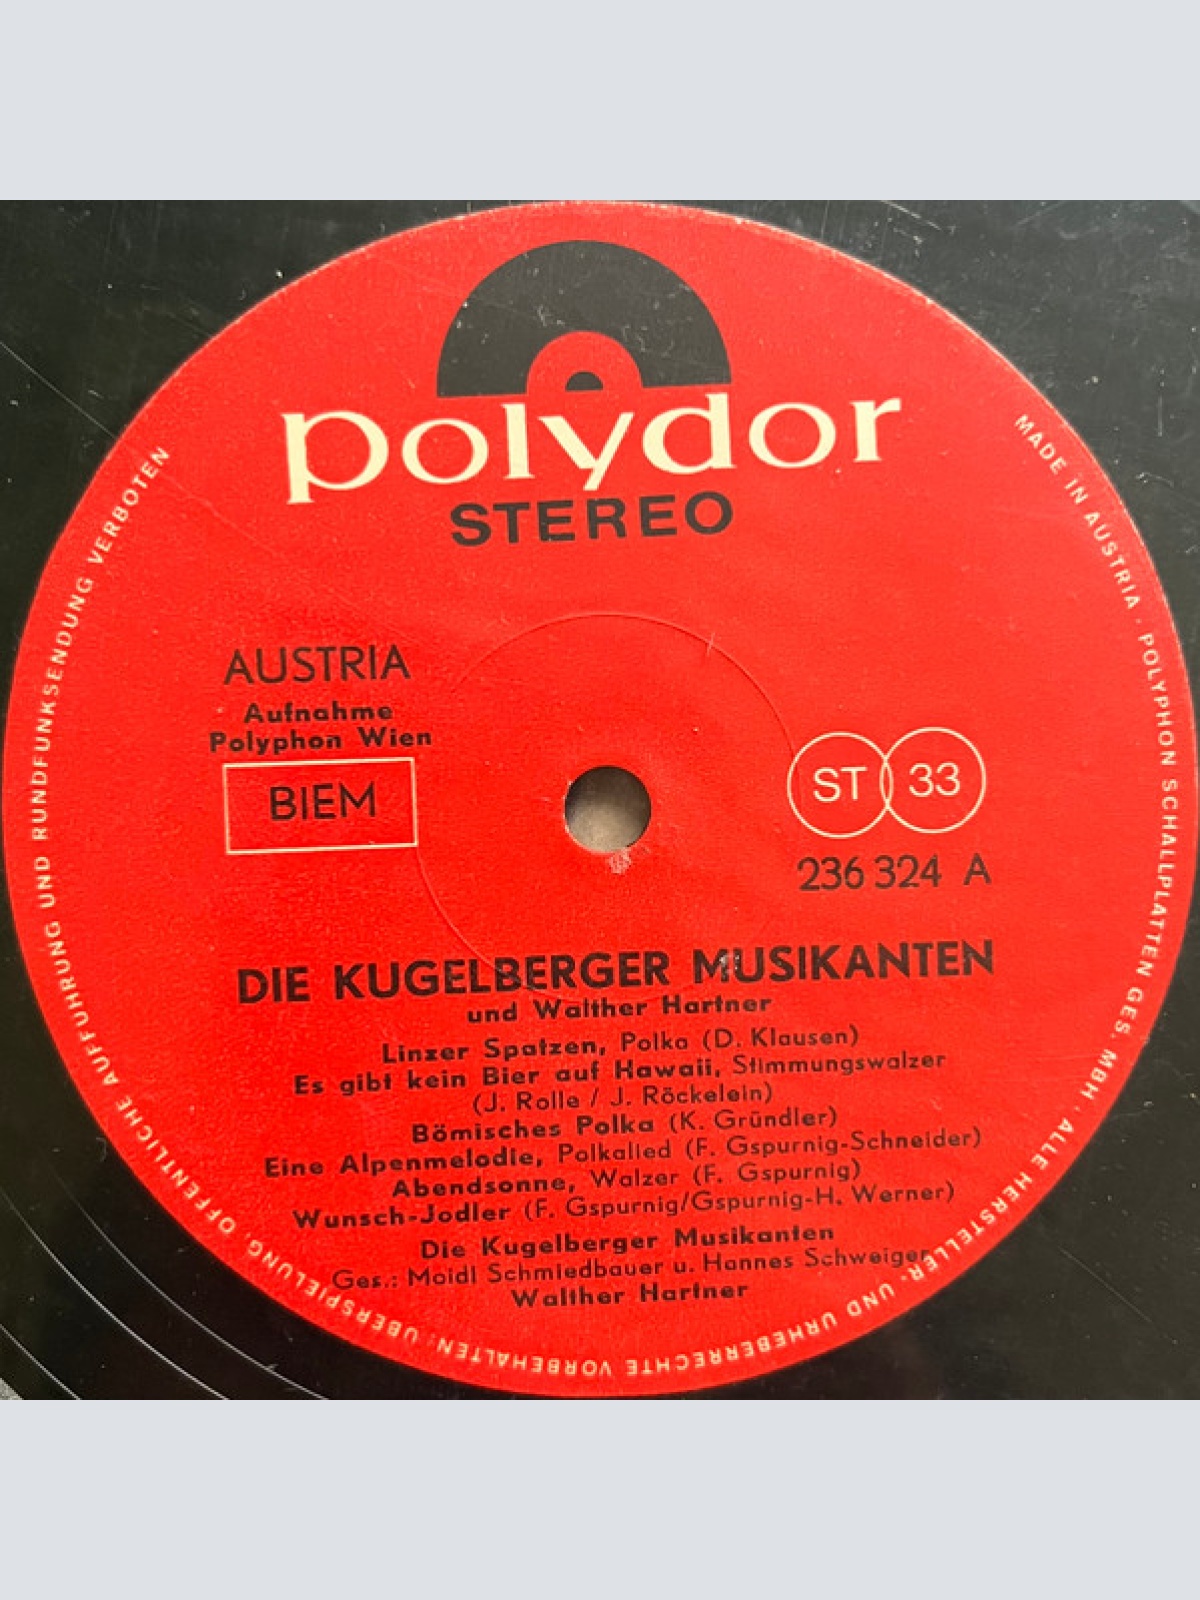 polydor
STEREO
AUSTRIA
Aufnahme
Polyphon Wien
BIEM
ST 33
236 324 A
DIE KUGELBERGER MUSIKANTEN
und Walther Hartner
Linzer Spatzen, Polka (D. Klausen)
Es gibt kein Bier auf Hawaii, Stimmungswalzer
(J. Rolle / J. Röckelein)
Bömisches Polka (K. Gründler)
Eine Alpenmelodie, Polkalied (F. Gspurnig-Schneider)
Abendsonne, Walzer (F. Gspurnig)
Wunsch-Jodler (F. Gspurnig/Gspurnig-H. Werner)
Die Kugelberger Musikanten
Ges.: Moidl Schmiedbauer u. Hannes Schweiger
Walther Hartner
MADE IN AUSTRIA · POLYPHON SCHALLPLATTEN GES. MBH · ALLE HERSTELLER- UND URHEBERRECHTE VORBEHALTEN; ÜBERSPIELUNG, ÖFFENTLICHE AUFFÜHRUNG UND RUNDFUNKSENDUNG VERBOTEN